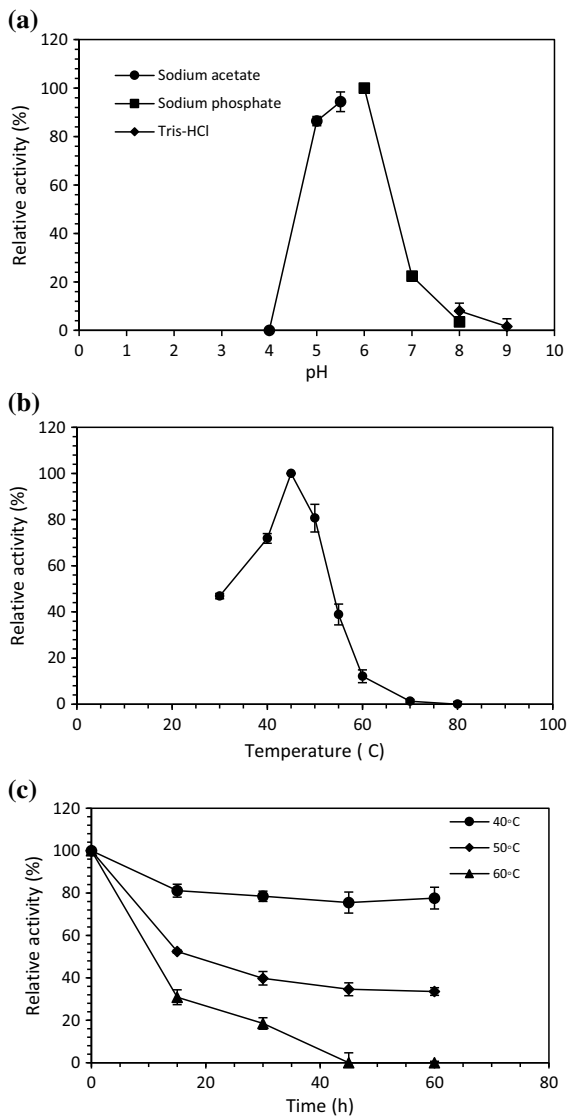 (a)
120
100
80
60
40
20
0
Relative activity (%)
Sodium acetate
Sodium phosphate
Tris-HCl
0 1 2 3 4 5 6 7 8 9 10
pH
(b)
120
100
80
60
40
20
0
Relative activity (%)
0 20 40 60 80 100
Temperature ( C)
(c)
120
100
80
60
40
20
0
Relative activity (%)
40°C
50°C
60°C
0 20 40 60 80
Time (h)